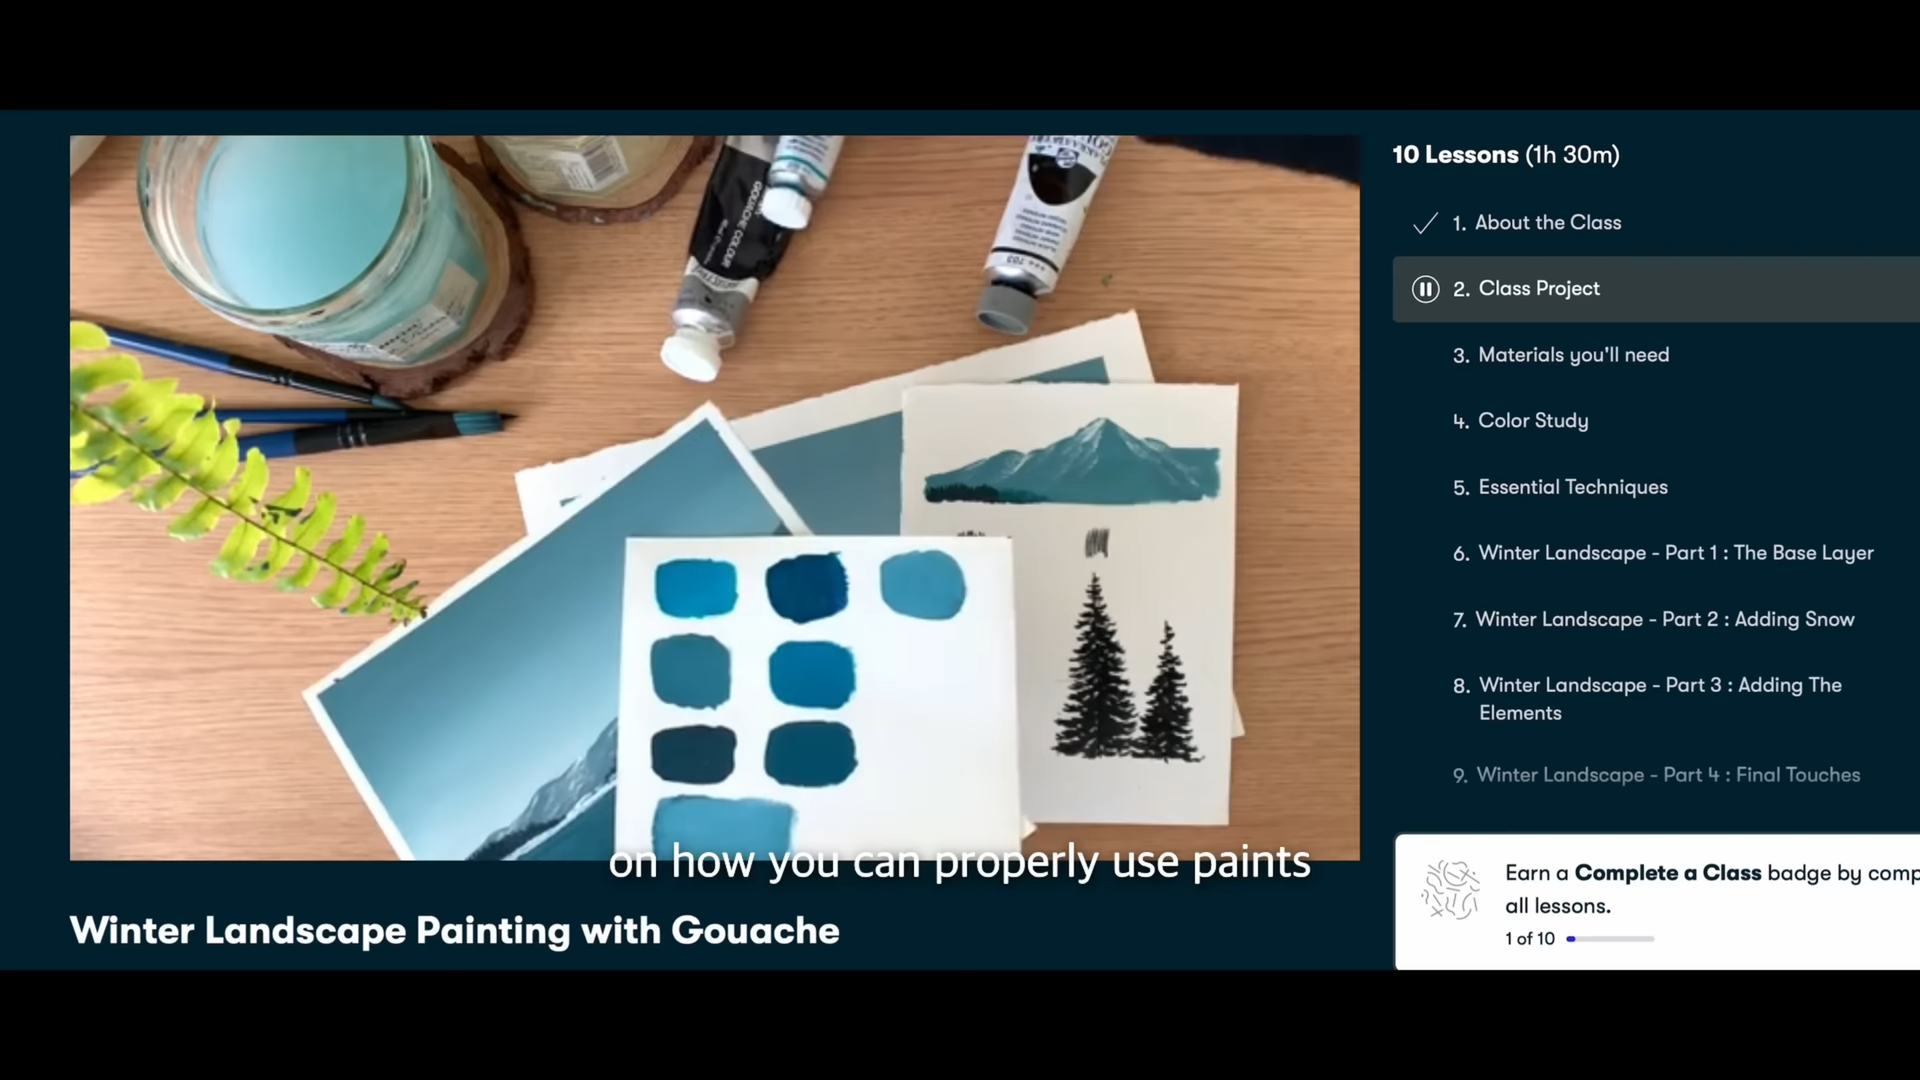 10 Lessons (1h 30m)
1. About the Class
2. Class Project
3. Materials you'll need
4. Color Study
5. Essential Techniques
6. Winter Landscape - Part 1 : The Base Layer
7. Winter Landscape - Part 2 : Adding Snow
8. Winter Landscape - Part 3 : Adding The
Elements
9. Winter Landscape - Part 4 : Final Touches
GOUACHE COLOUR
703
on how you can properly use paints
Winter Landscape Painting with Gouache
Earn a Complete a Class badge by comp
all lessons.
1 of 10